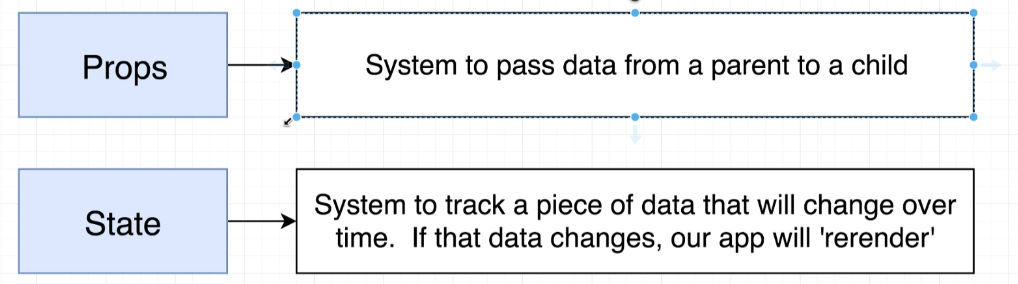 Props
System to pass data from a parent to a child
State
System to track a piece of data that will change over
time.  If that data changes, our app will 'rerender'